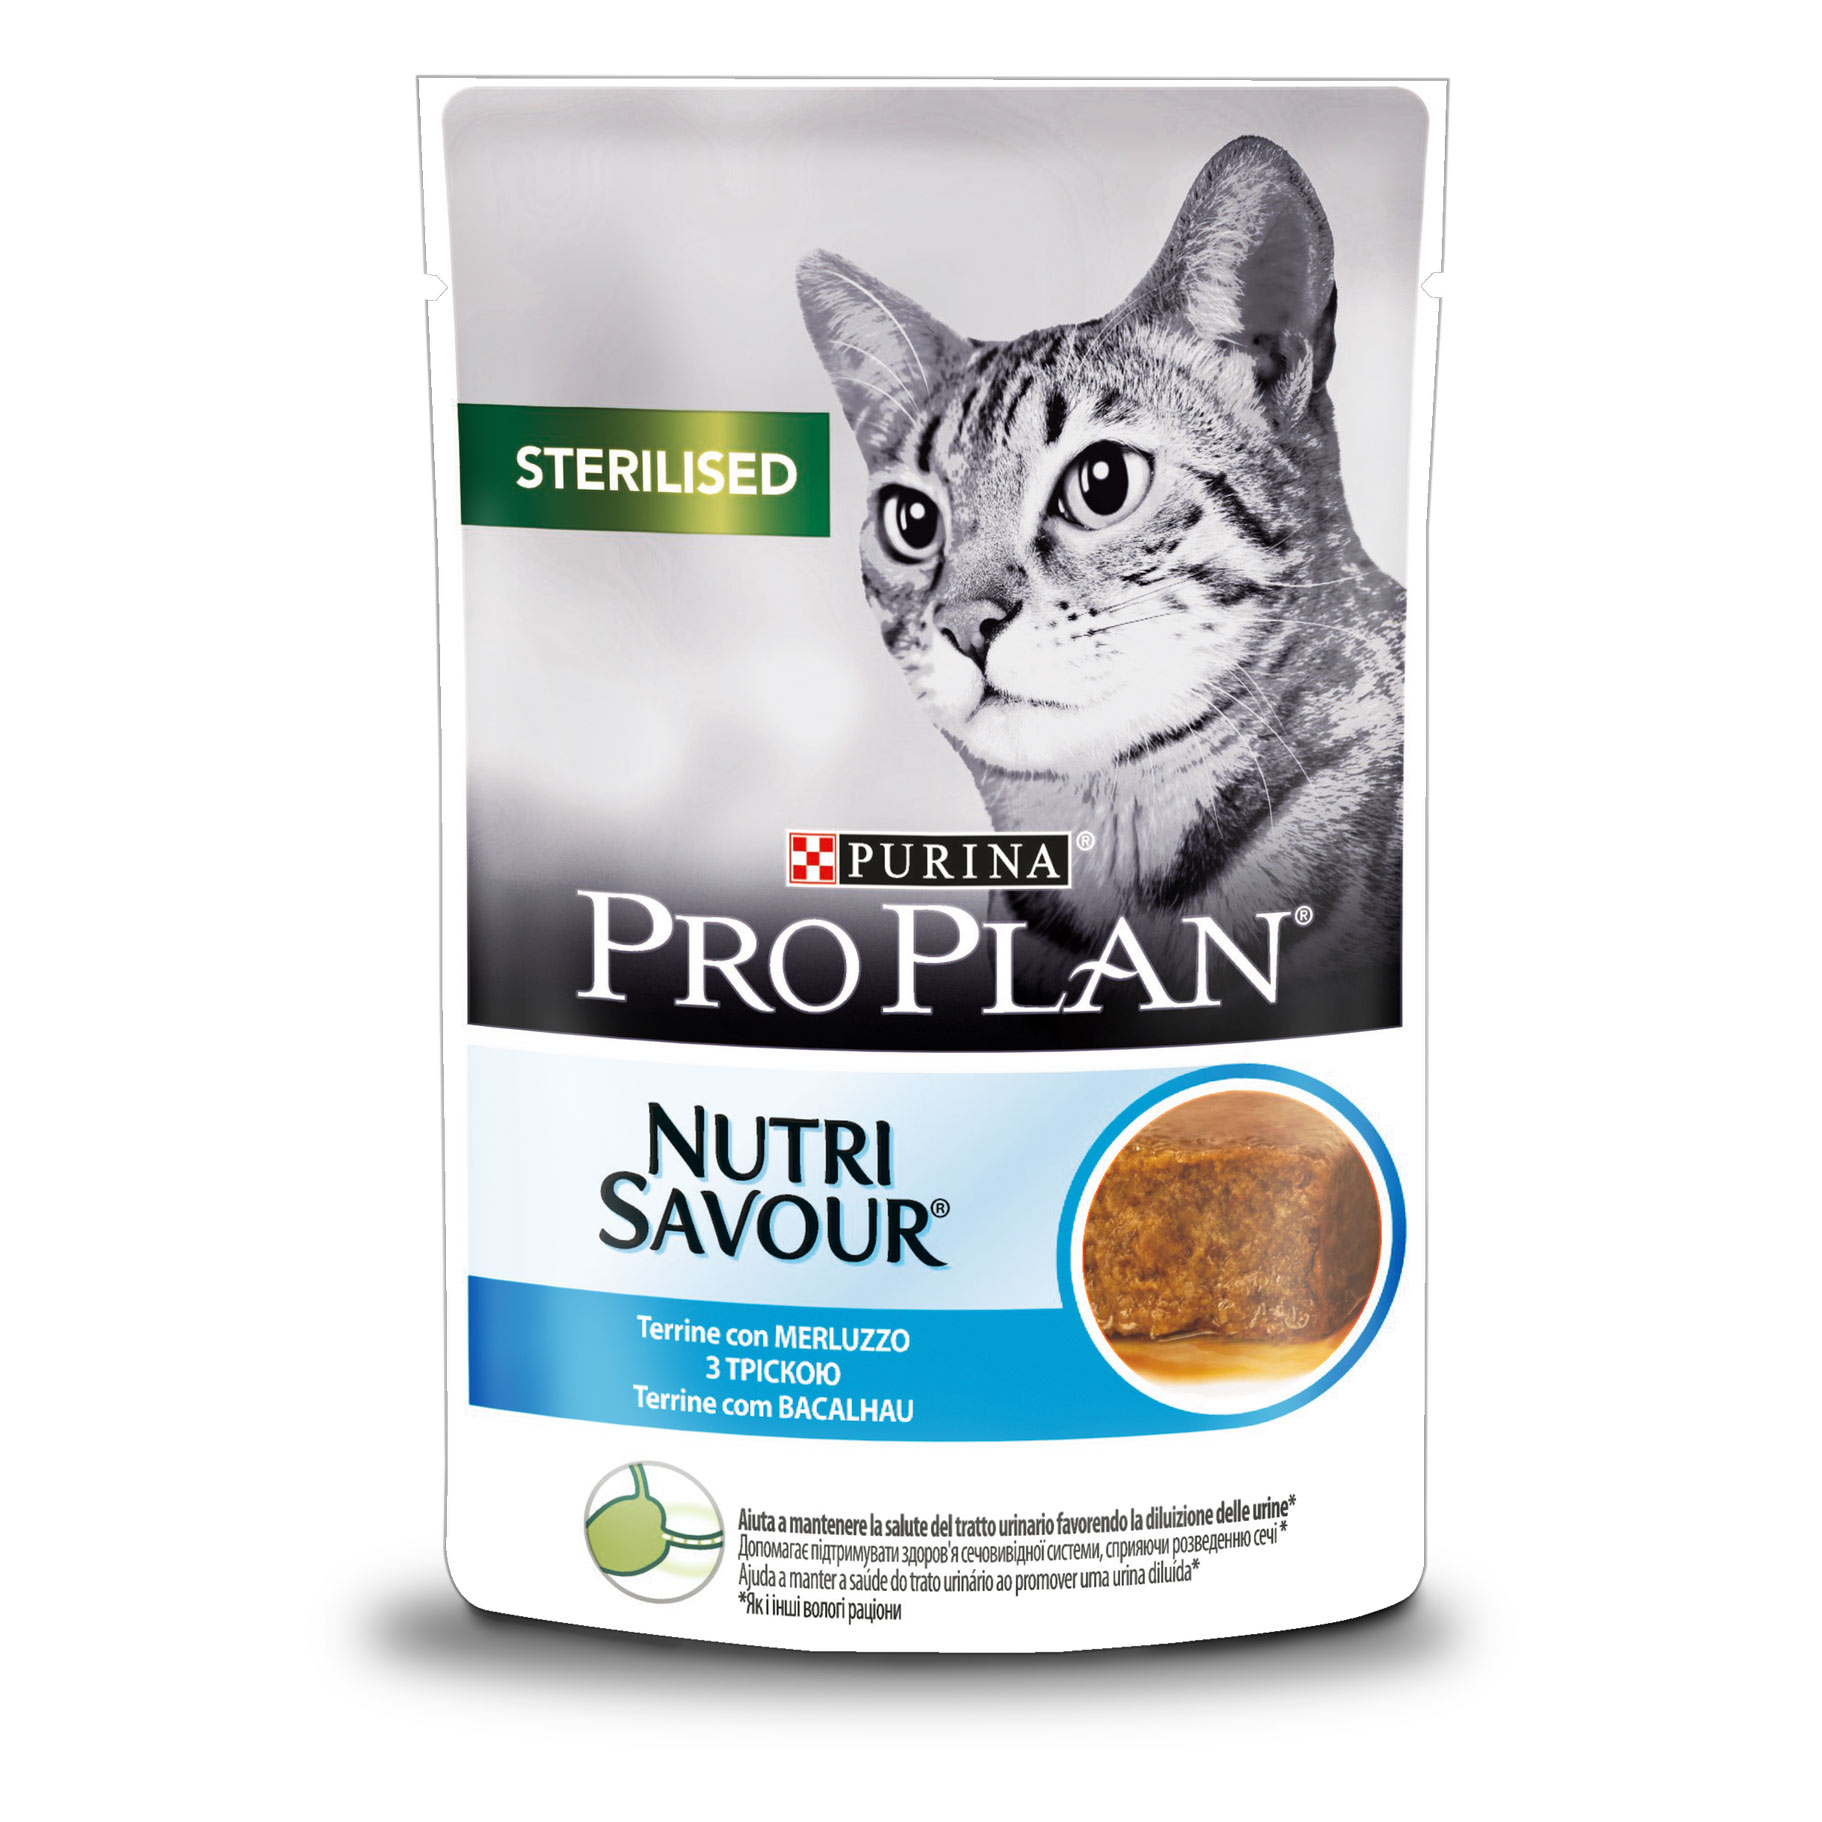 STERILISED
PURINA®
PRO PLAN®
NUTRI
SAVOUR®
Terrine con MERLUZZO
З ТРІСКОЮ
Terrine com BACALHAU
Aiuta a mantenere la salute del tratto urinario favorendo la diluizione delle urine*
Допомагає підтримувати здоров'я сечовивідної системи, сприяючи розведенню сечі*
Ajuda a manter a saúde do trato urinário ao promover uma urina diluída*
*Як і інші вологі раціони